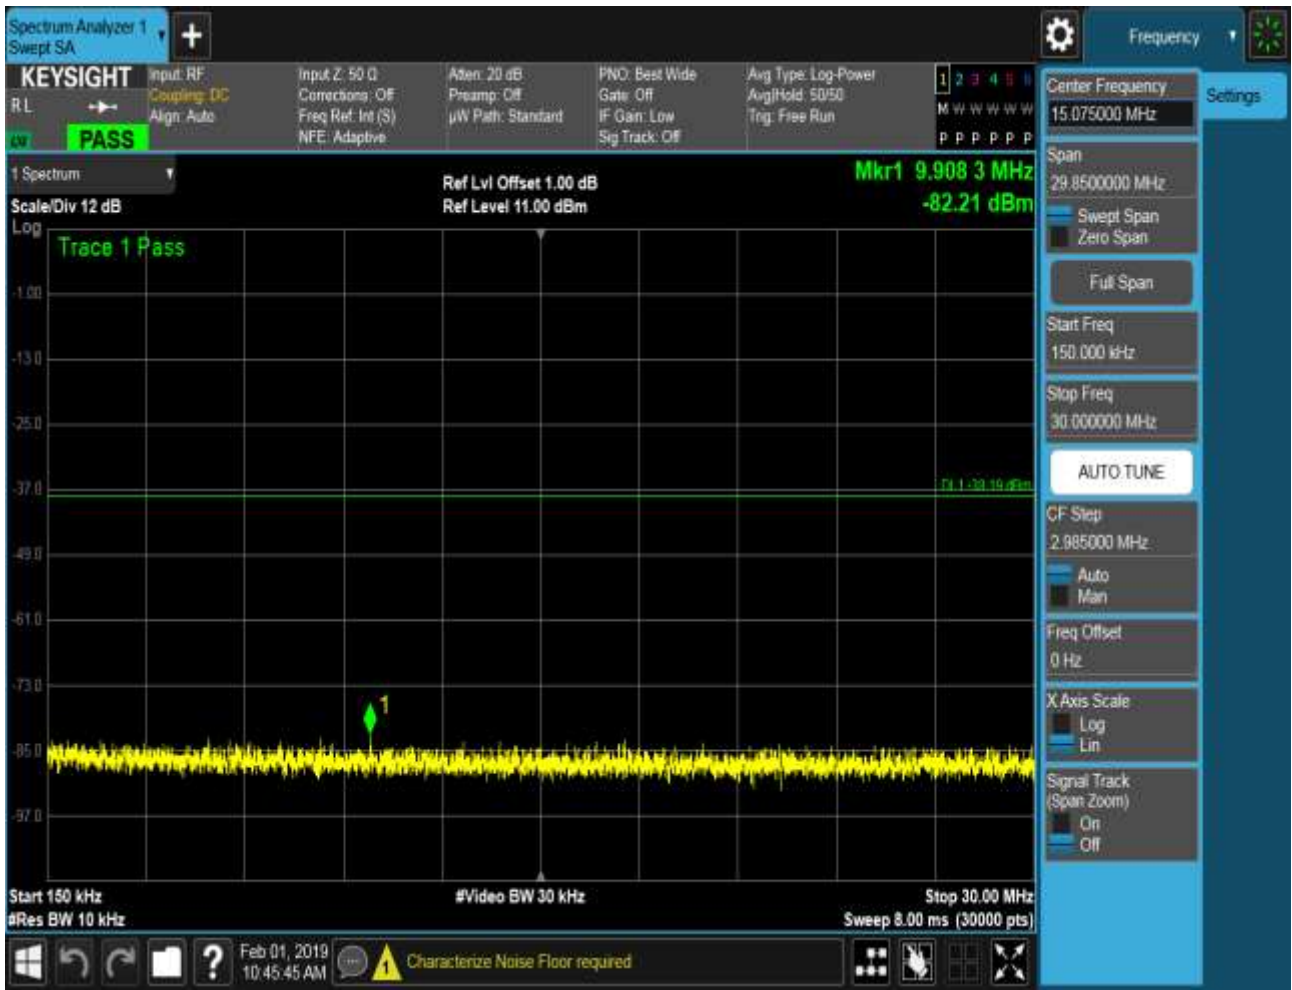 Spectrum Analyzer 1
Swept SA
Frequency
KEYSIGHT
R L
PASS
Input: RF
Coupling: DC
Align: Auto
Input Z: 50 Ω
Corrections: Off
Freq Ref: Int (S)
NFE: Adaptive
Atten: 20 dB
Preamp: Off
µW Path: Standard
PNO: Best Wide
Gate: Off
IF Gain: Low
Sig Track: Off
Avg Type: Log-Power
Avg|Hold: 50/50
Trig: Free Run
1 2 3 4 5 6
M W W W W W
P P P P P P
1 Spectrum
Scale/Div 12 dB
Ref Lvl Offset 1.00 dB
Ref Level 11.00 dBm
Mkr1 9.908 3 MHz
-82.21 dBm
Log
Trace 1 Pass
-1.00
-13.0
-25.0
-37.0
DL1 -38.19 dBm
-49.0
-61.0
-73.0
1
-85.0
-97.0
Start 150 kHz
#Video BW 30 kHz
Stop 30.00 MHz
#Res BW 10 kHz
Sweep 8.00 ms (30000 pts)
Feb 01, 2019
10:45:45 AM
Characterize Noise Floor required
Center Frequency
15.075000 MHz
Settings
Span
29.8500000 MHz
Swept Span
Zero Span
Full Span
Start Freq
150.000 kHz
Stop Freq
30.000000 MHz
AUTO TUNE
CF Step
2.985000 MHz
Auto
Man
Freq Offset
0 Hz
X Axis Scale
Log
Lin
Signal Track
(Span Zoom)
On
Off